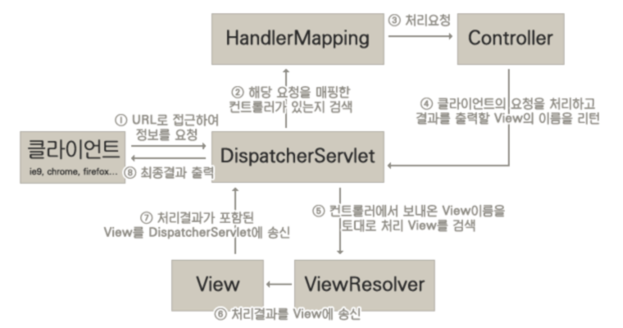 ③ 처리요청
HandlerMapping
Controller
② 해당 요청을 매핑한
컨트롤러가 있는지 검색
④ 클라이언트의 요청을 처리하고
결과를 출력할 View의 이름을 리턴
① URL로 접근하여
정보를 요청
클라이언트
ie9, chrome, firefox...
DispatcherServlet
⑧ 최종결과 출력
⑦ 처리결과가 포함된
View를 DispatcherServlet에 송신
⑤ 컨트롤러에서 보내온 View이름을
토대로 처리 View를 검색
View
ViewResolver
⑥ 처리결과를 View에 송신